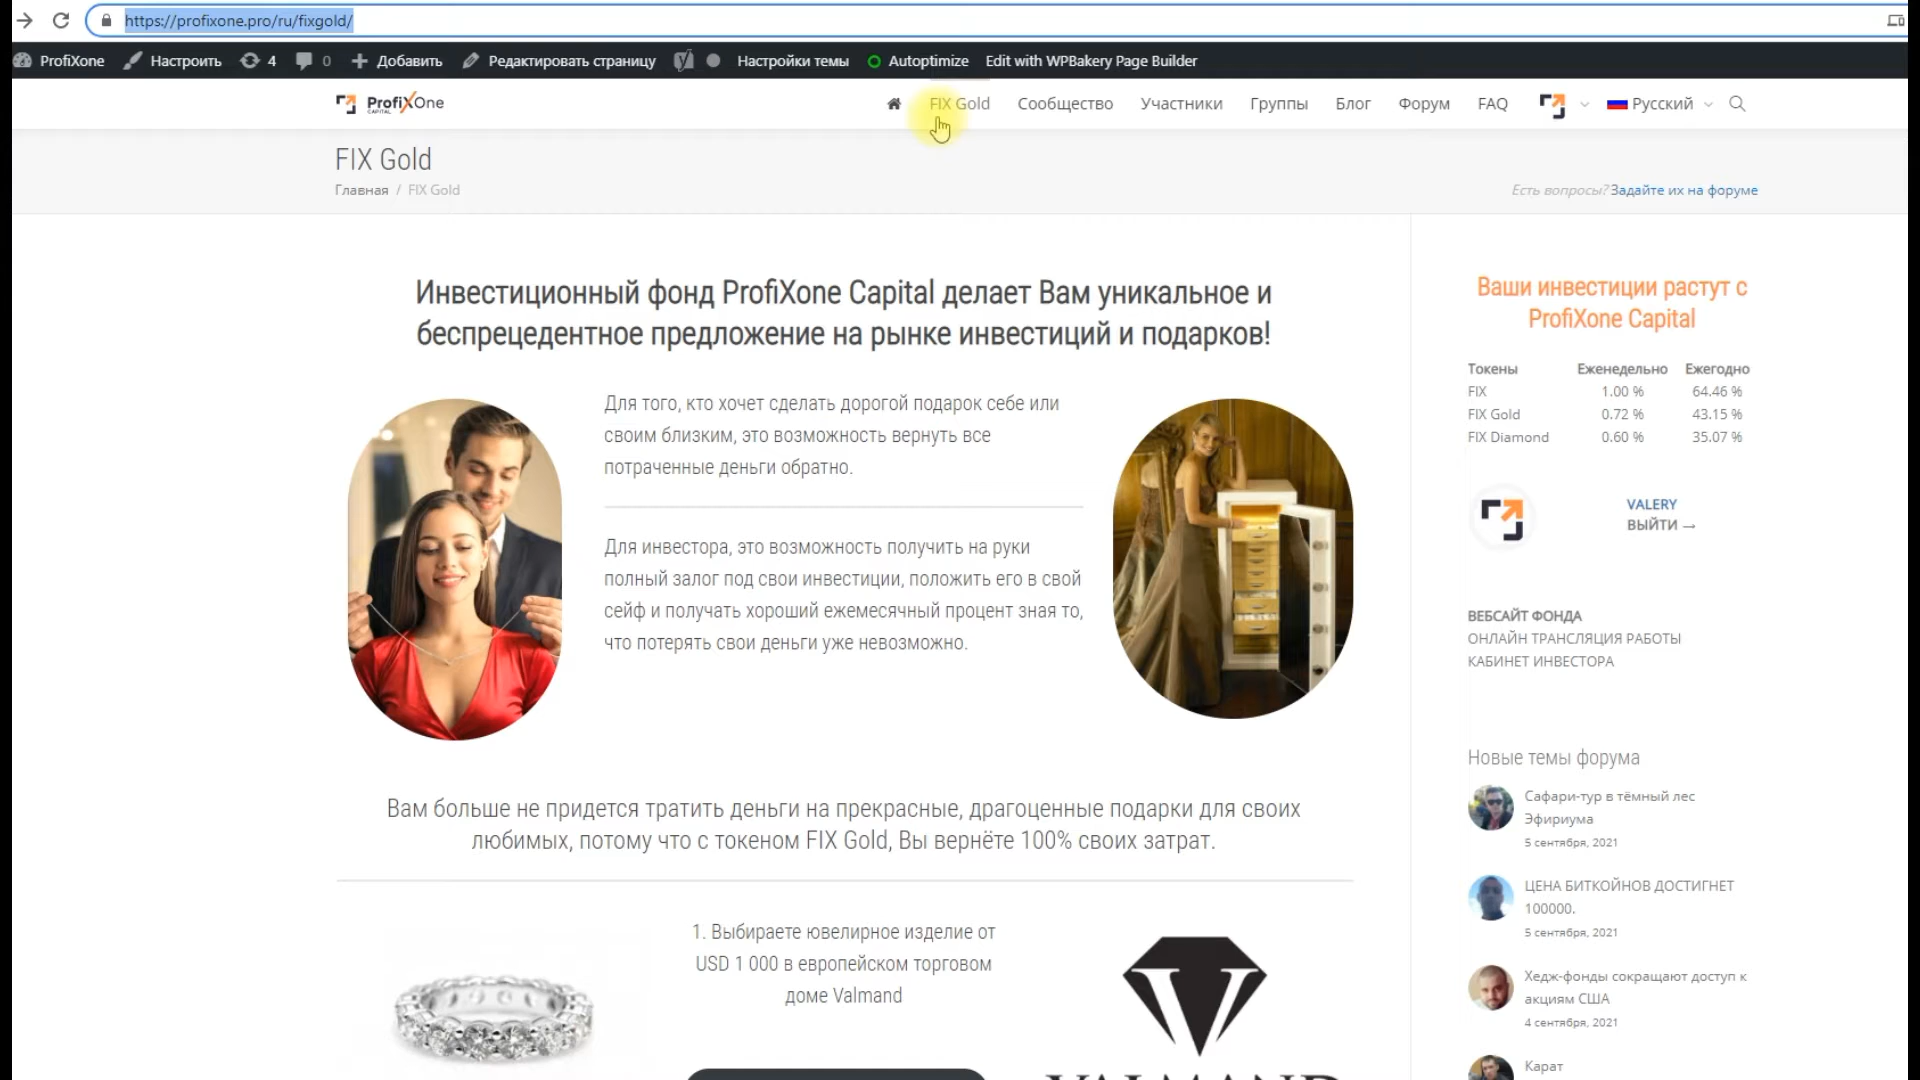 https://profixone.pro/ru/fixgold/
ProfiXone Настроить 4 0 Добавить Редактировать страницу Настройки темы Autoptimize Edit with WPBakery Page Builder
ProfiXOne CAPITAL FIX Gold Сообщество Участники Группы Блог Форум FAQ Русский
FIX Gold
Главная / FIX Gold
Есть вопросы? Задайте их на форуме
Инвестиционный фонд ProfiXone Capital делает Вам уникальное и
беспрецедентное предложение на рынке инвестиций и подарков!
Для того, кто хочет сделать дорогой подарок себе или
своим близким, это возможность вернуть все
потраченные деньги обратно.
Для инвестора, это возможность получить на руки
полный залог под свои инвестиции, положить его в свой
сейф и получать хороший ежемесячный процент зная то,
что потерять свои деньги уже невозможно.
Вам больше не придется тратить деньги на прекрасные, драгоценные подарки для своих
любимых, потому что с токеном FIX Gold, Вы вернёте 100% своих затрат.
1. Выбираете ювелирное изделие от
USD 1 000 в европейском торговом
доме Valmand
VALMAND
Ваши инвестиции растут с
ProfiXone Capital
Токены Еженедельно Ежегодно
FIX 1.00 % 64.46 %
FIX Gold 0.72 % 43.15 %
FIX Diamond 0.60 % 35.07 %
VALERY
ВЫЙТИ →
ВЕБСАЙТ ФОНДА
ОНЛАЙН ТРАНСЛЯЦИЯ РАБОТЫ
КАБИНЕТ ИНВЕСТОРА
Новые темы форума
Сафари-тур в тёмный лес
Эфириума
5 сентября, 2021
ЦЕНА БИТКОЙНОВ ДОСТИГНЕТ
100000.
5 сентября, 2021
Хедж-фонды сокращают доступ к
акциям США
4 сентября, 2021
Карат